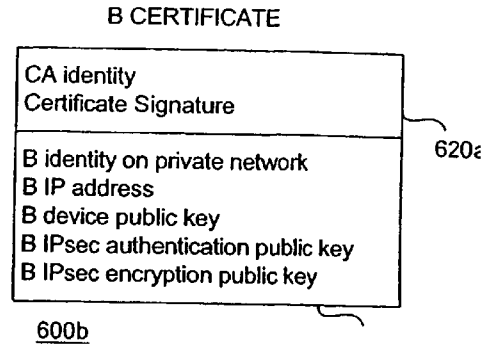 B CERTIFICATE
CA identity
Certificate Signature
620a
B identity on private network
B IP address
B device public key
B IPsec authentication public key
B IPsec encryption public key
600b